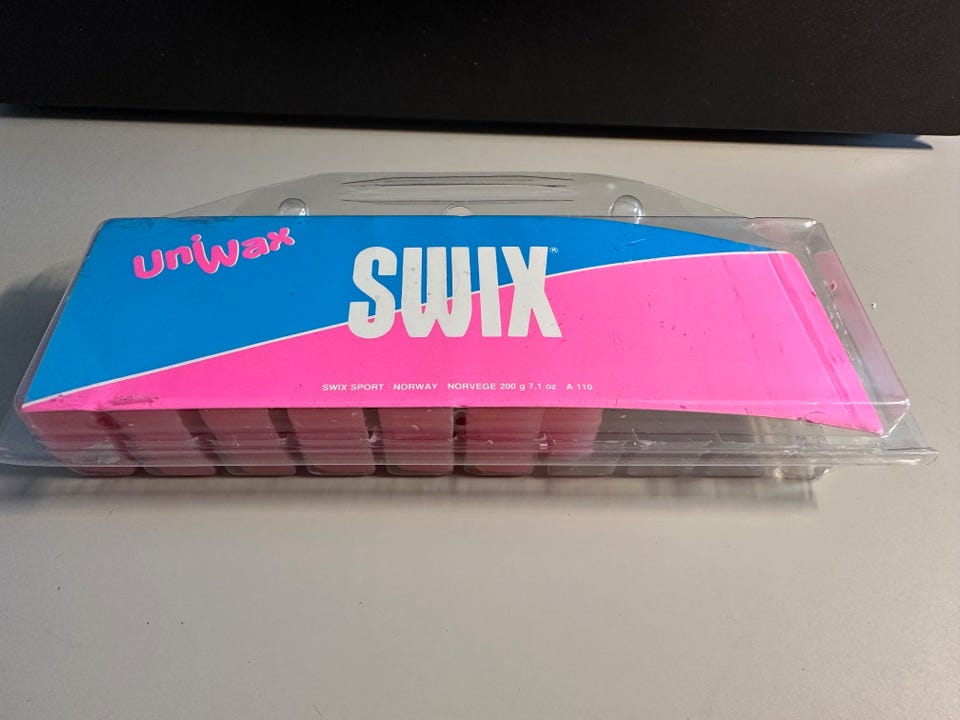 UniWax
SWIX®
SWIX SPORT NORWAY NORVEGE 200 g 7.1 oz A 110